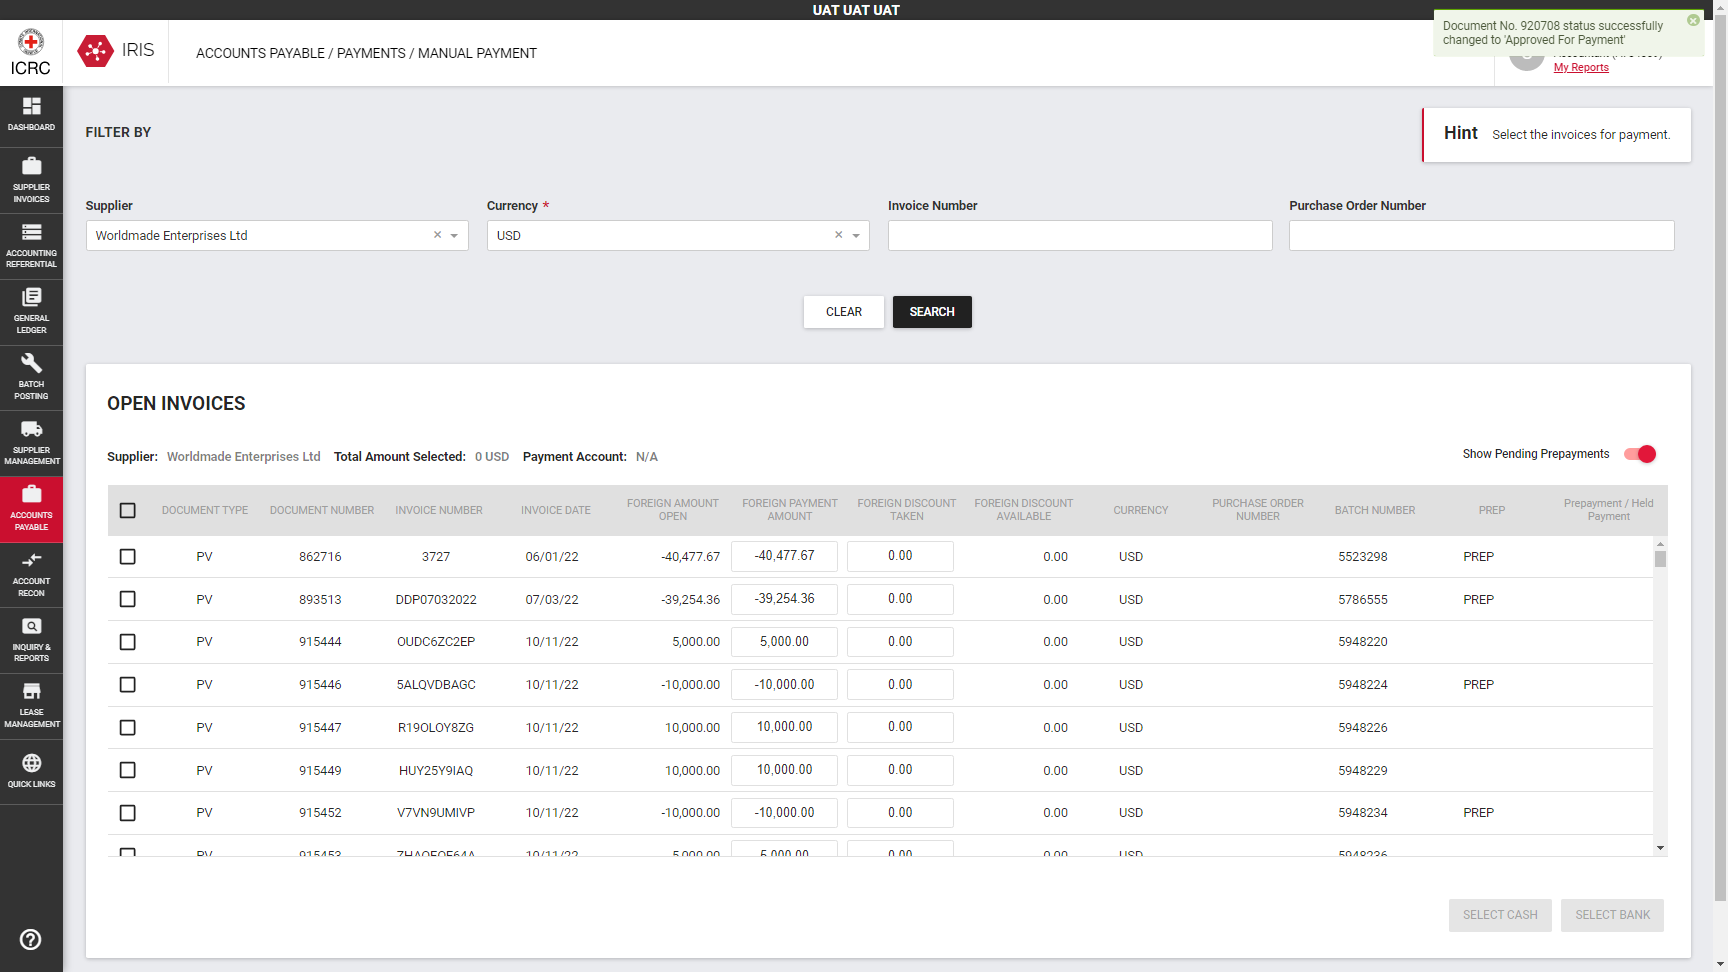 UAT UAT UAT
ICRC
IRIS
ACCOUNTS PAYABLE / PAYMENTS / MANUAL PAYMENT
Document No. 920708 status successfully
changed to 'Approved For Payment'
My Reports
DASHBOARD
SUPPLIER
INVOICES
ACCOUNTING
REFERENTIAL
GENERAL
LEDGER
BATCH
POSTING
SUPPLIER
MANAGEMENT
ACCOUNTS
PAYABLE
ACCOUNT
RECON
INQUIRY &
REPORTS
LEASE
MANAGEMENT
QUICK LINKS
FILTER BY
Hint Select the invoices for payment.
Supplier Currency * Invoice Number Purchase Order Number
Worldmade Enterprises Ltd × USD ×
CLEAR SEARCH
OPEN INVOICES
Supplier: Worldmade Enterprises Ltd Total Amount Selected: 0 USD Payment Account: N/A Show Pending Prepayments
DOCUMENT TYPE DOCUMENT NUMBER INVOICE NUMBER INVOICE DATE FOREIGN AMOUNT OPEN FOREIGN PAYMENT AMOUNT FOREIGN DISCOUNT TAKEN FOREIGN DISCOUNT AVAILABLE CURRENCY PURCHASE ORDER NUMBER BATCH NUMBER PREP Prepayment / Held Payment
PV 862716 3727 06/01/22 -40,477.67 -40,477.67 0.00 0.00 USD 5523298 PREP
PV 893513 DDP07032022 07/03/22 -39,254.36 -39,254.36 0.00 0.00 USD 5786555 PREP
PV 915444 OUDC6ZC2EP 10/11/22 5,000.00 5,000.00 0.00 0.00 USD 5948220
PV 915446 5ALQVDBAGC 10/11/22 -10,000.00 -10,000.00 0.00 0.00 USD 5948224 PREP
PV 915447 R19OLOY8ZG 10/11/22 10,000.00 10,000.00 0.00 0.00 USD 5948226
PV 915449 HUY25Y9IAQ 10/11/22 10,000.00 10,000.00 0.00 0.00 USD 5948229
PV 915452 V7VN9UMIVP 10/11/22 -10,000.00 -10,000.00 0.00 0.00 USD 5948234 PREP
PV 915453 10/11/22 5,000.00 5,000.00 0.00 0.00 USD 5948236
SELECT CASH SELECT BANK